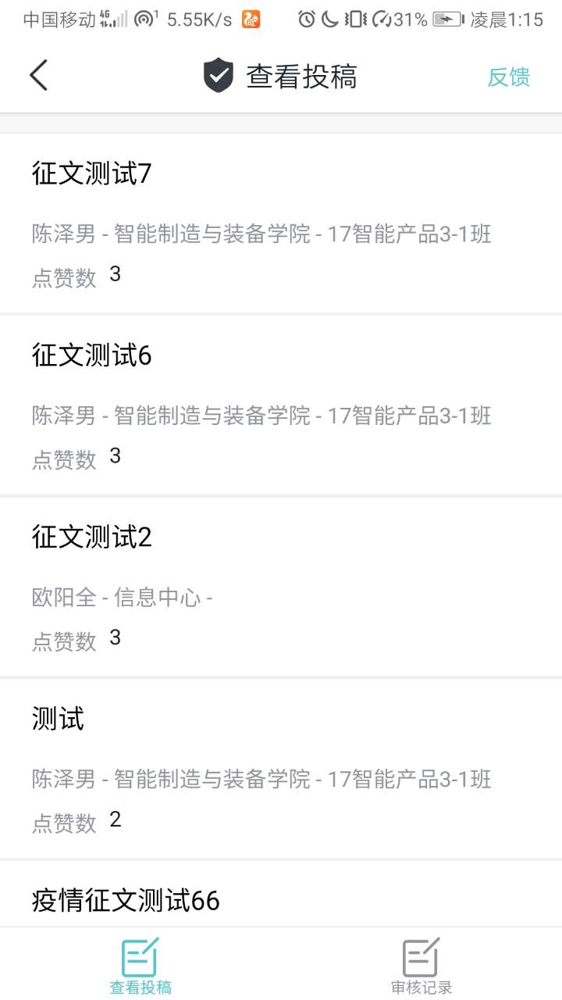 中国移动 4G 1 5.55K/s 31% 凌晨1:15
查看投稿 反馈
征文测试7
陈泽男 - 智能制造与装备学院 - 17智能产品3-1班
点赞数 3
征文测试6
陈泽男 - 智能制造与装备学院 - 17智能产品3-1班
点赞数 3
征文测试2
欧阳全 - 信息中心 -
点赞数 3
测试
陈泽男 - 智能制造与装备学院 - 17智能产品3-1班
点赞数 2
疫情征文测试66
查看投稿 审核记录